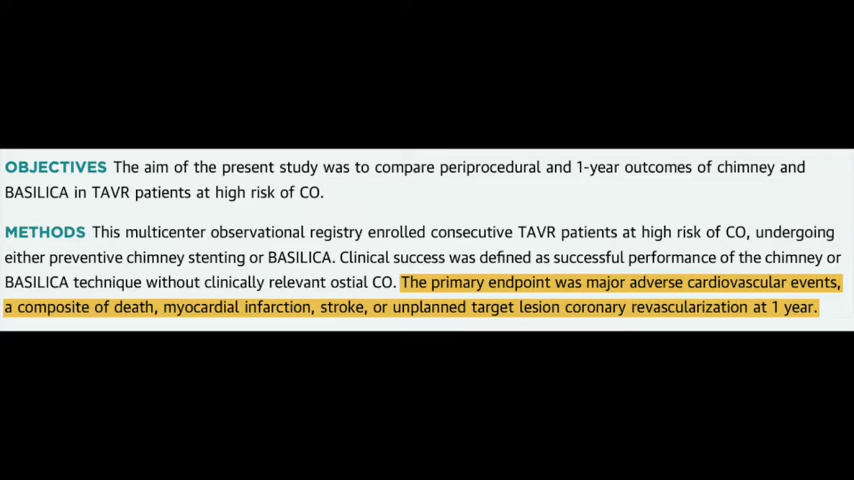 OBJECTIVES The aim of the present study was to compare periprocedural and 1-year outcomes of chimney and
BASILICA in TAVR patients at high risk of CO.
METHODS This multicenter observational registry enrolled consecutive TAVR patients at high risk of CO, undergoing
either preventive chimney stenting or BASILICA. Clinical success was defined as successful performance of the chimney or
BASILICA technique without clinically relevant ostial CO. The primary endpoint was major adverse cardiovascular events,
a composite of death, myocardial infarction, stroke, or unplanned target lesion coronary revascularization at 1 year.